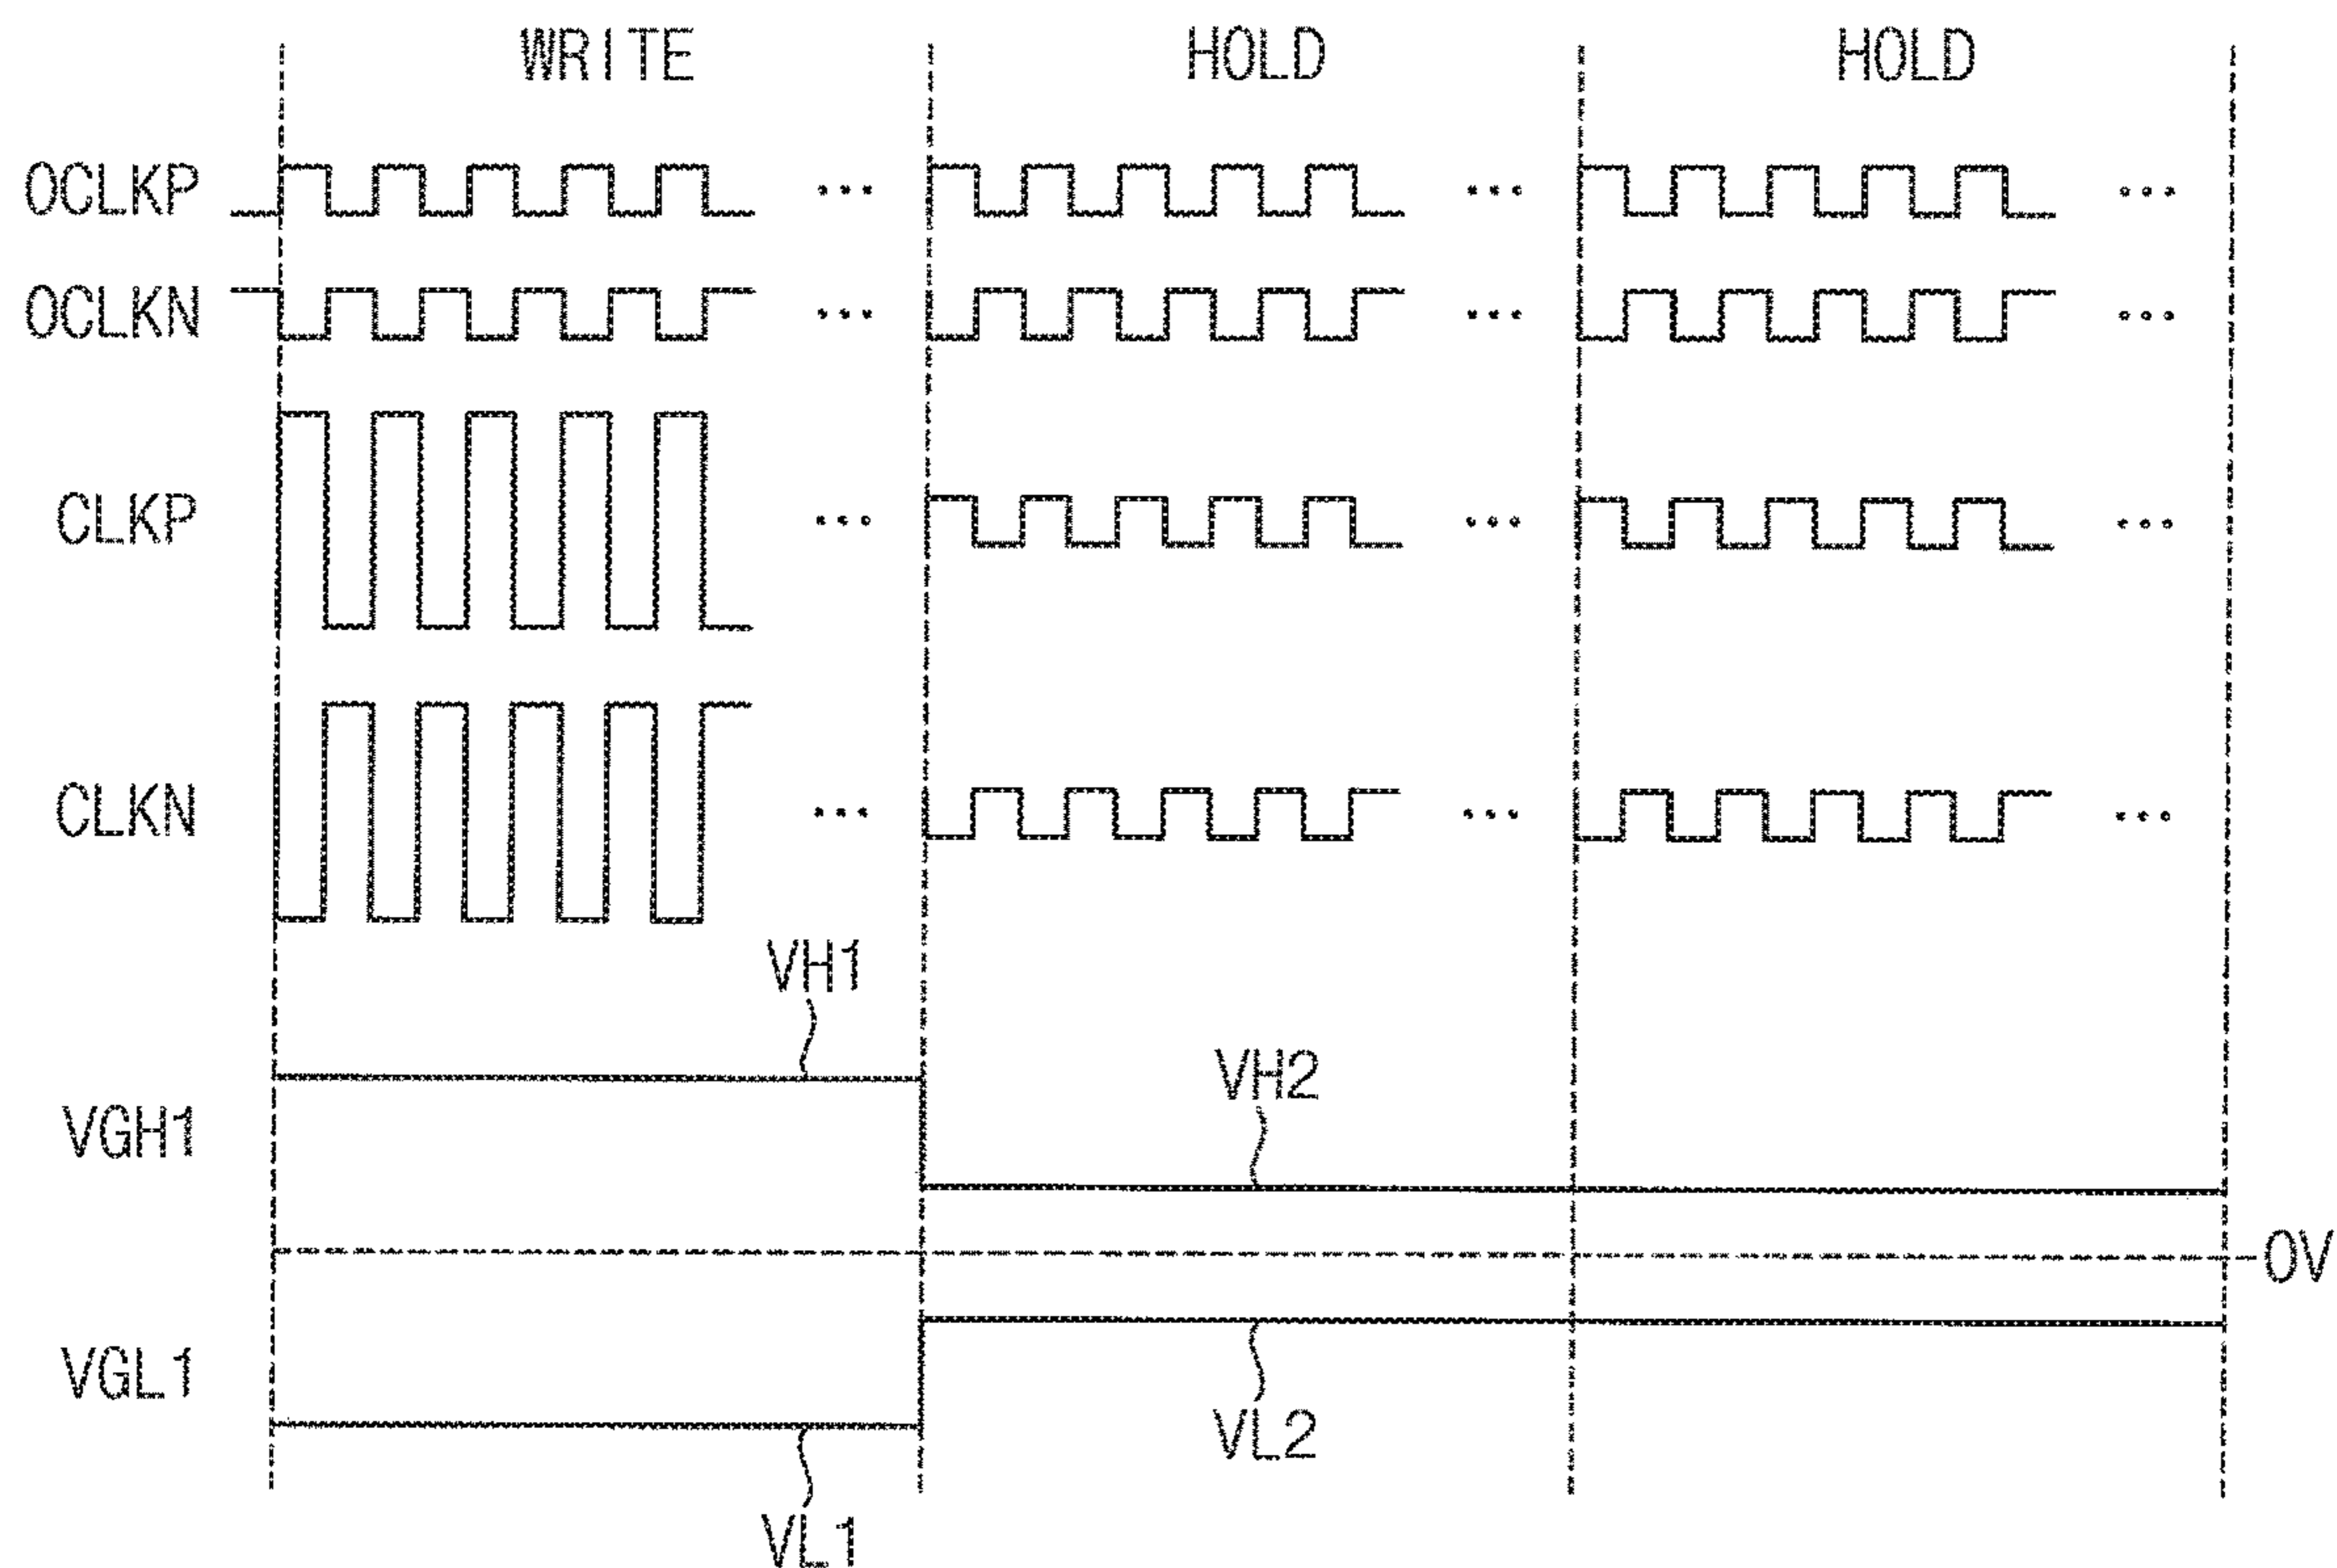 WRITE HOLD HOLD
OCLKP
OCLKN
CLKP
CLKN
VH1
VH2
VGH1
0V
VGL1
VL2
VL1